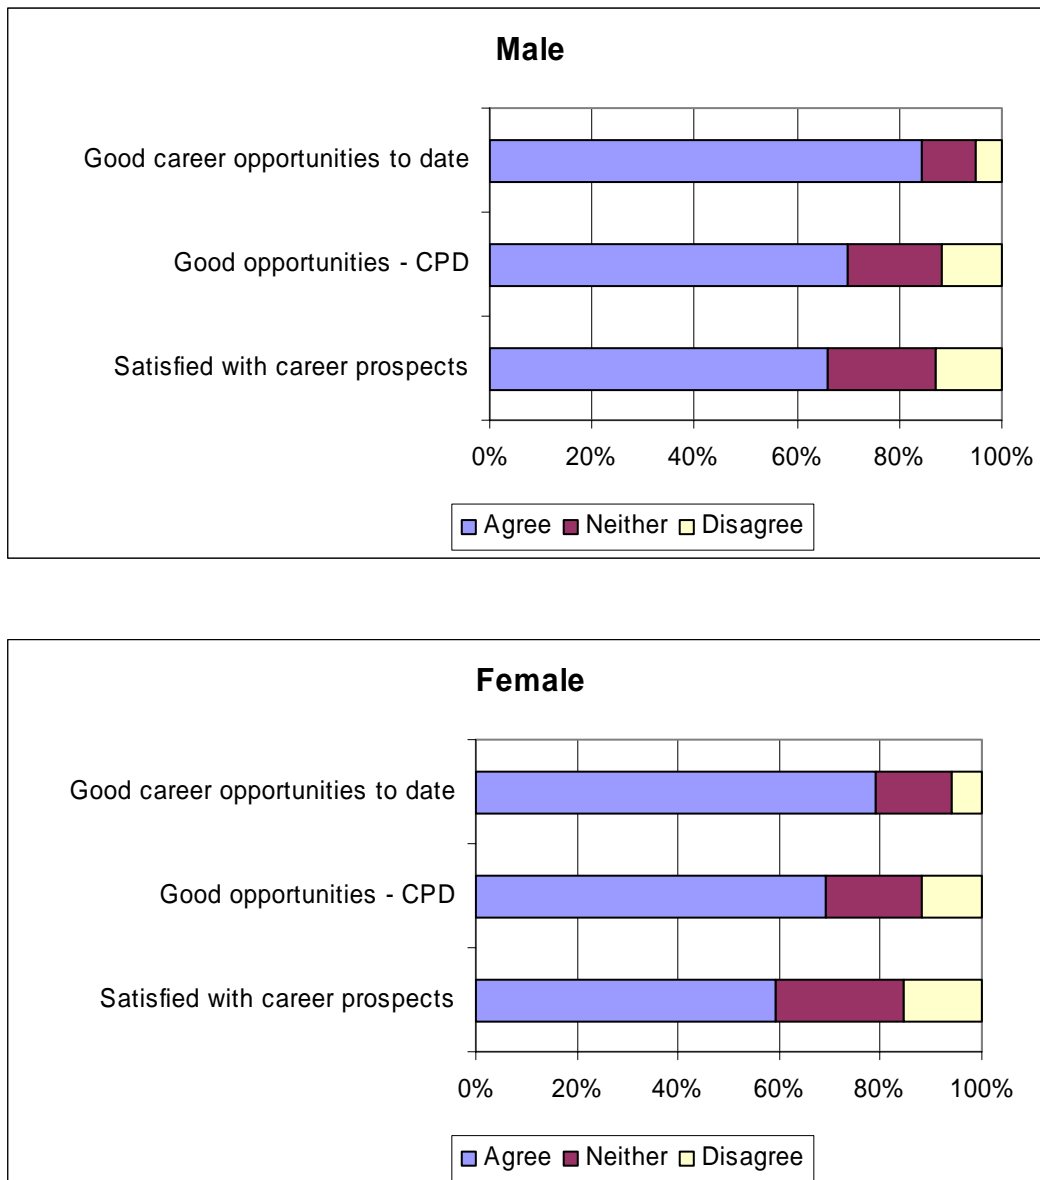 Male
Good career opportunities to date
Good opportunities - CPD
Satisfied with career prospects
0% 20% 40% 60% 80% 100%
Agree Neither Disagree
Female
Good career opportunities to date
Good opportunities - CPD
Satisfied with career prospects
0% 20% 40% 60% 80% 100%
Agree Neither Disagree